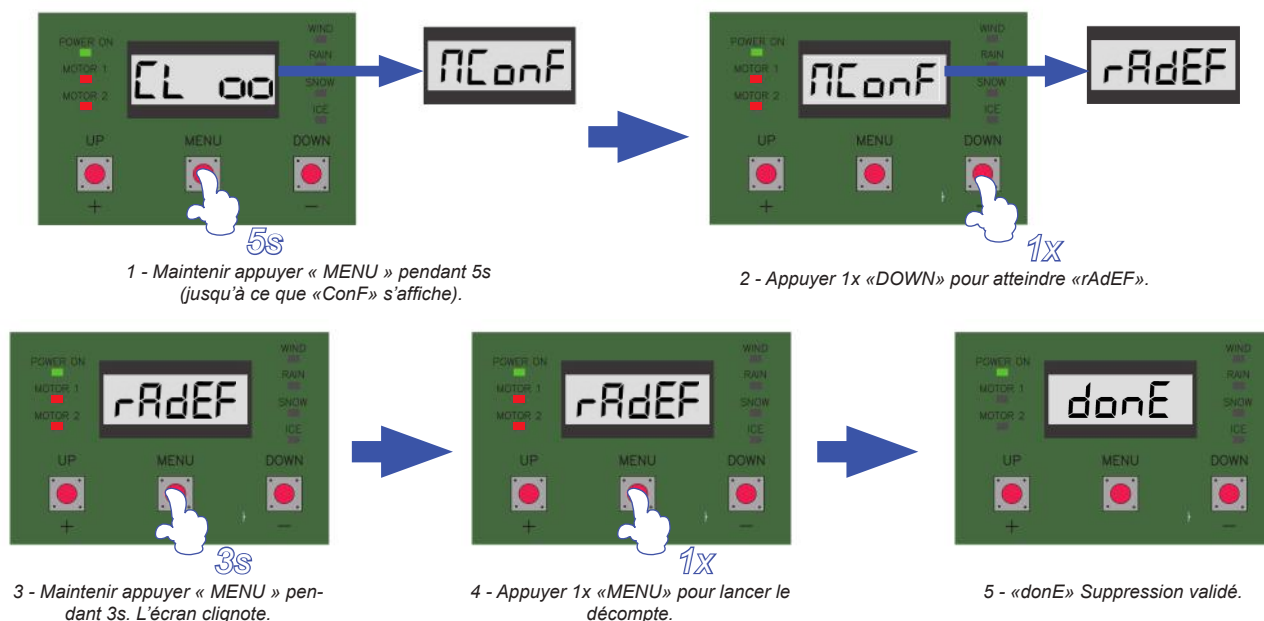 WIND
POWER ON
RAIN
MOTOR 1
CL oo
SNOW
MOTOR 2
ICE
UP
MENU
DOWN
+
-
5s
MConF
1 - Maintenir appuyer « MENU » pendant 5s
(jusqu'à ce que «ConF» s'affiche).
WIND
POWER ON
RAIN
MOTOR 1
MConF
SNOW
MOTOR 2
ICE
UP
MENU
DOWN
+
-
1x
rAdEF
2 - Appuyer 1x «DOWN» pour atteindre «rAdEF».
WIND
POWER ON
RAIN
MOTOR 1
rAdEF
SNOW
MOTOR 2
ICE
UP
MENU
DOWN
+
-
3s
3 - Maintenir appuyer « MENU » pen-
dant 3s. L'écran clignote.
WIND
POWER ON
RAIN
MOTOR 1
rAdEF
SNOW
MOTOR 2
ICE
UP
MENU
DOWN
+
-
1x
4 - Appuyer 1x «MENU» pour lancer le
décompte.
WIND
POWER ON
RAIN
MOTOR 1
donE
SNOW
MOTOR 2
ICE
UP
MENU
DOWN
+
-
5 - «donE» Suppression validé.